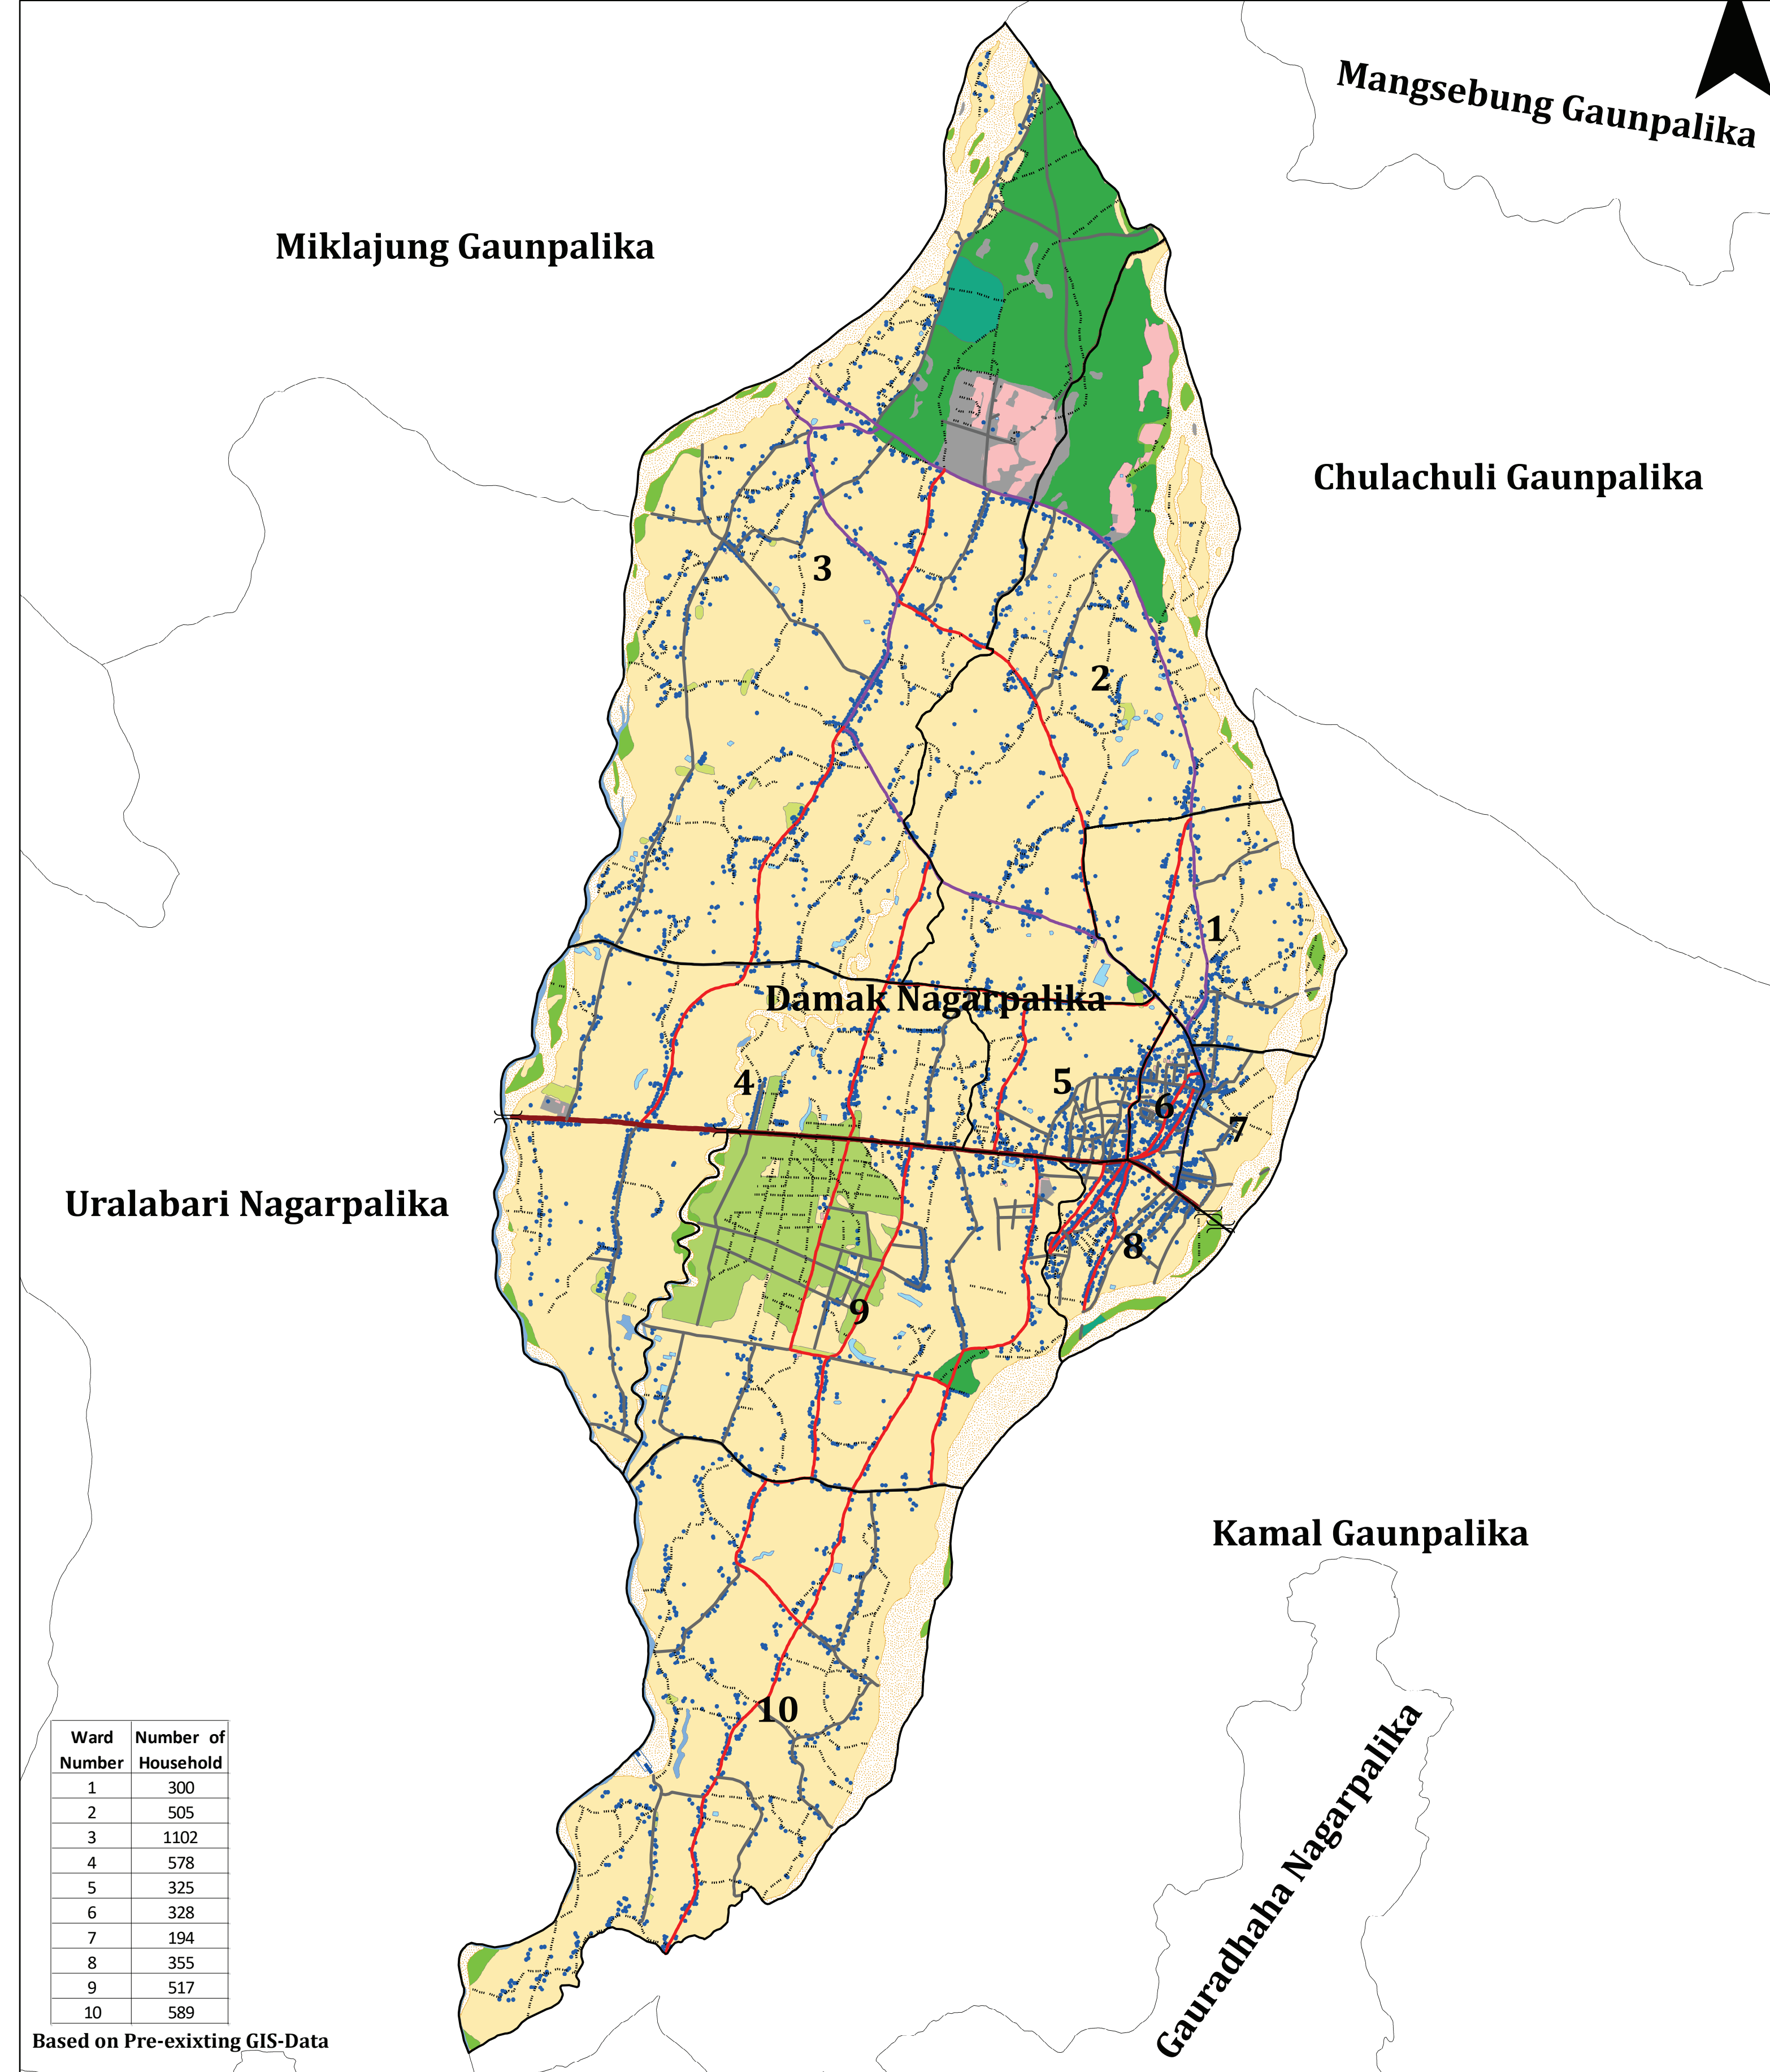 Mangsebung Gaunpalika
Miklajung Gaunpalika
Chulachuli Gaunpalika
3
2
1
Damak Nagarpalika
4
5
6
7
Uralabari Nagarpalika
8
9
Kamal Gaunpalika
10
Gauradhaha Nagarpalika
Ward Number Number of Household
1 300
2 505
3 1102
4 578
5 325
6 328
7 194
8 355
9 517
10 589
Based on Pre-exixting GIS-Data